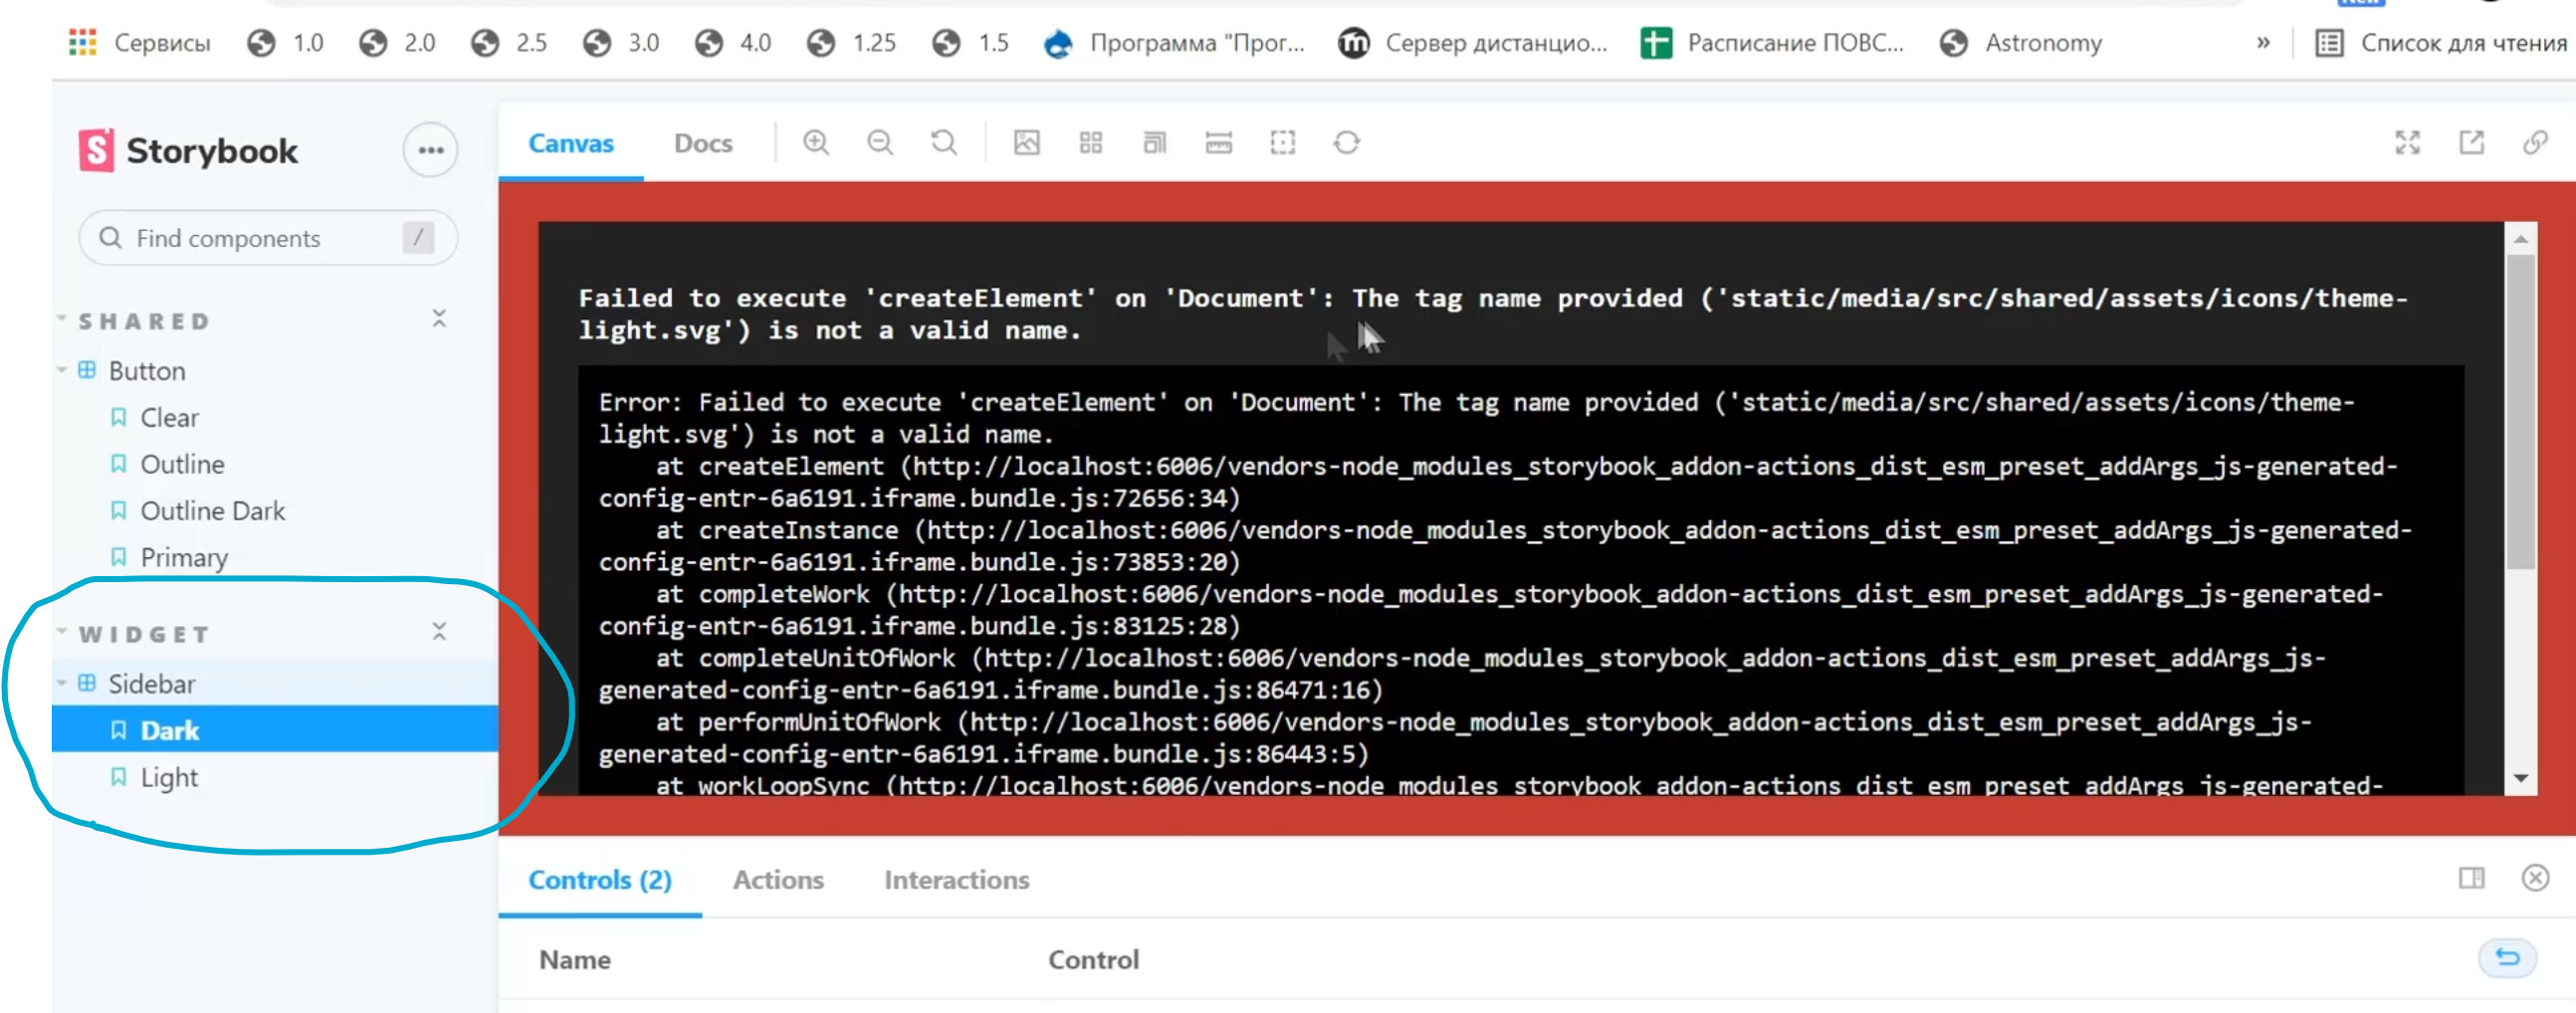 New
Сервисы 1.0 2.0 2.5 3.0 4.0 1.25 1.5 Программа "Прог... Сервер дистанцио... Расписание ПОВС... Astronomy » Список для чтения
Storybook
Find components /
SHARED
Button
Clear
Outline
Outline Dark
Primary
WIDGET
Sidebar
Dark
Light
Canvas Docs
Failed to execute 'createElement' on 'Document': The tag name provided ('static/media/src/shared/assets/icons/theme-
light.svg') is not a valid name.
Error: Failed to execute 'createElement' on 'Document': The tag name provided ('static/media/src/shared/assets/icons/theme-
light.svg') is not a valid name.
at createElement (http://localhost:6006/vendors-node_modules_storybook_addon-actions_dist_esm_preset_addArgs_js-generated-
config-entr-6a6191.iframe.bundle.js:72656:34)
at createInstance (http://localhost:6006/vendors-node_modules_storybook_addon-actions_dist_esm_preset_addArgs_js-generated-
config-entr-6a6191.iframe.bundle.js:73853:20)
at completeWork (http://localhost:6006/vendors-node_modules_storybook_addon-actions_dist_esm_preset_addArgs_js-generated-
config-entr-6a6191.iframe.bundle.js:83125:28)
at completeUnitOfWork (http://localhost:6006/vendors-node_modules_storybook_addon-actions_dist_esm_preset_addArgs_js-
generated-config-entr-6a6191.iframe.bundle.js:86471:16)
at performUnitOfWork (http://localhost:6006/vendors-node_modules_storybook_addon-actions_dist_esm_preset_addArgs_js-
generated-config-entr-6a6191.iframe.bundle.js:86443:5)
at workLoopSync (http://localhost:6006/vendors-node_modules_storybook_addon-actions_dist_esm_preset_addArgs_js-generated-
Controls (2) Actions Interactions
Name Control